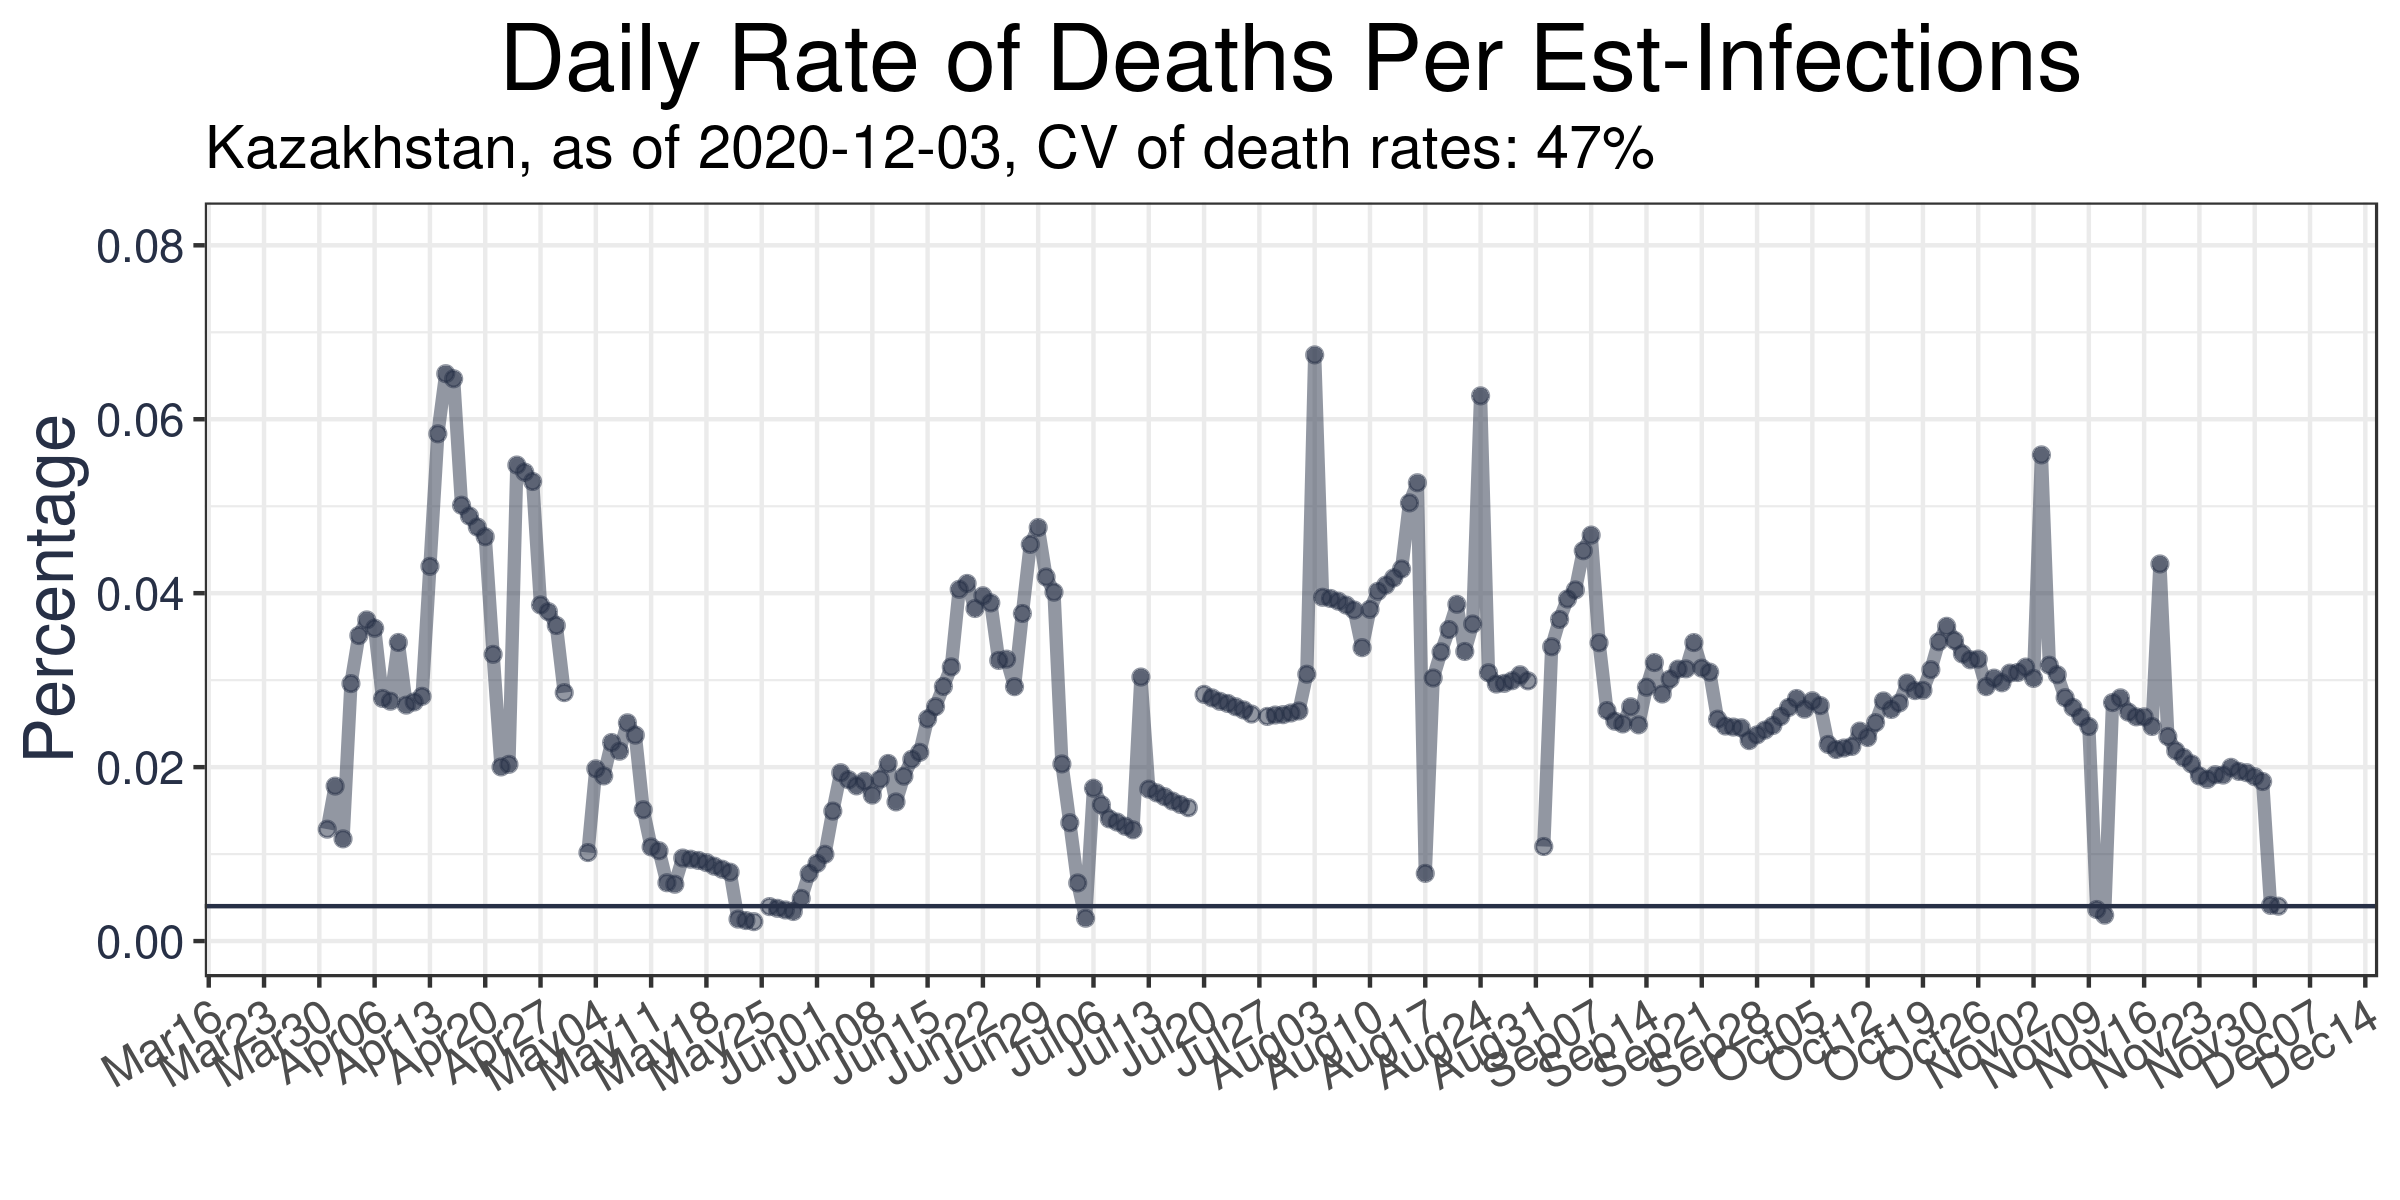 Daily Rate of Deaths Per Est-Infections
Kazakhstan, as of 2020-12-03, CV of death rates: 47%
Percentage
0.08
0.06
0.04
0.02
0.00
Mar16
Mar23
Mar30
Apr06
Apr13
Apr20
Apr27
May04
May11
May18
May25
Jun01
Jun08
Jun15
Jun22
Jun29
Jul06
Jul13
Jul20
Jul27
Aug03
Aug10
Aug17
Aug24
Aug31
Sep07
Sep14
Sep21
Sep28
Oct05
Oct12
Oct19
Oct26
Nov02
Nov09
Nov16
Nov23
Nov30
Dec07
Dec14